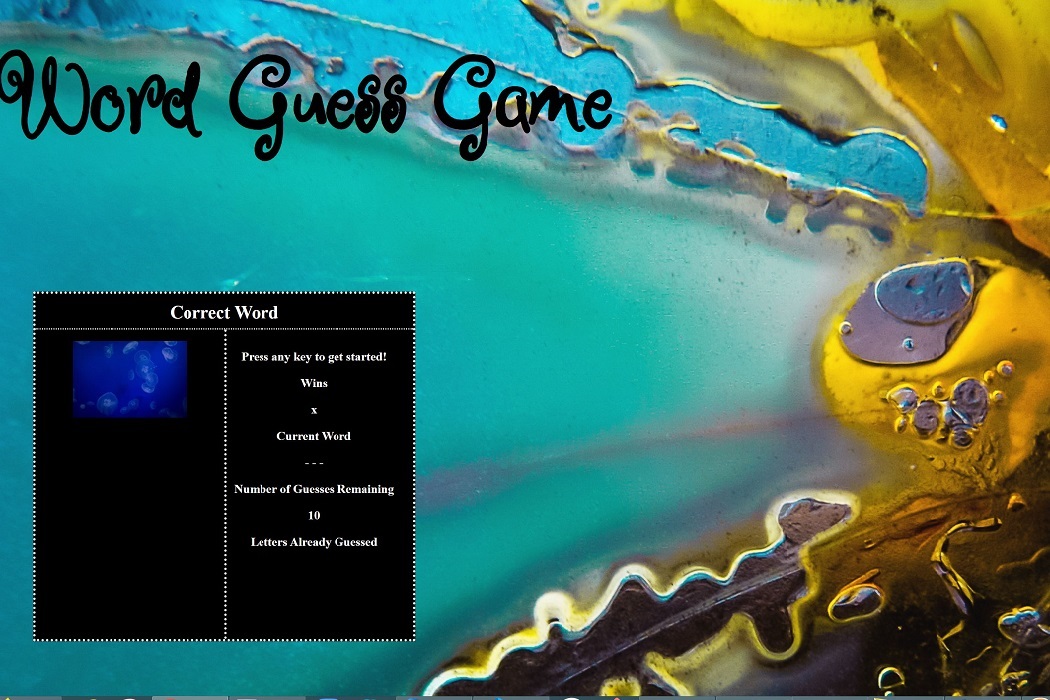 Word Guess Game
Correct Word
Press any key to get started!
Wins
x
Current Word
- - -
Number of Guesses Remaining
10
Letters Already Guessed